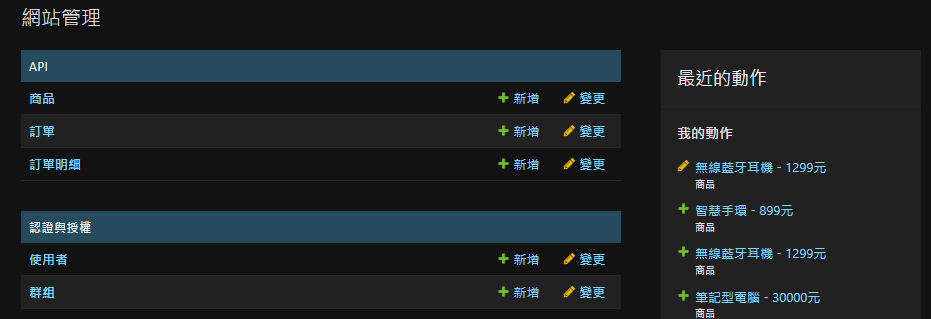 網站管理
API
商品 新增 變更
訂單 新增 變更
訂單明細 新增 變更
認證與授權
使用者 新增 變更
群組 新增 變更
最近的動作
我的動作
無線藍牙耳機 - 1299元
商品
智慧手環 - 899元
商品
無線藍牙耳機 - 1299元
商品
筆記型電腦 - 30000元
商品